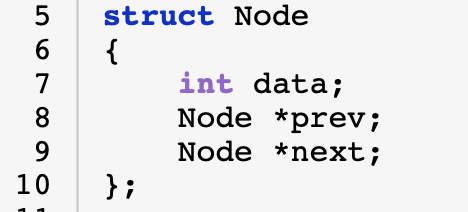 5 struct Node
6 {
7     int data;
8     Node *prev;
9     Node *next;
10 };